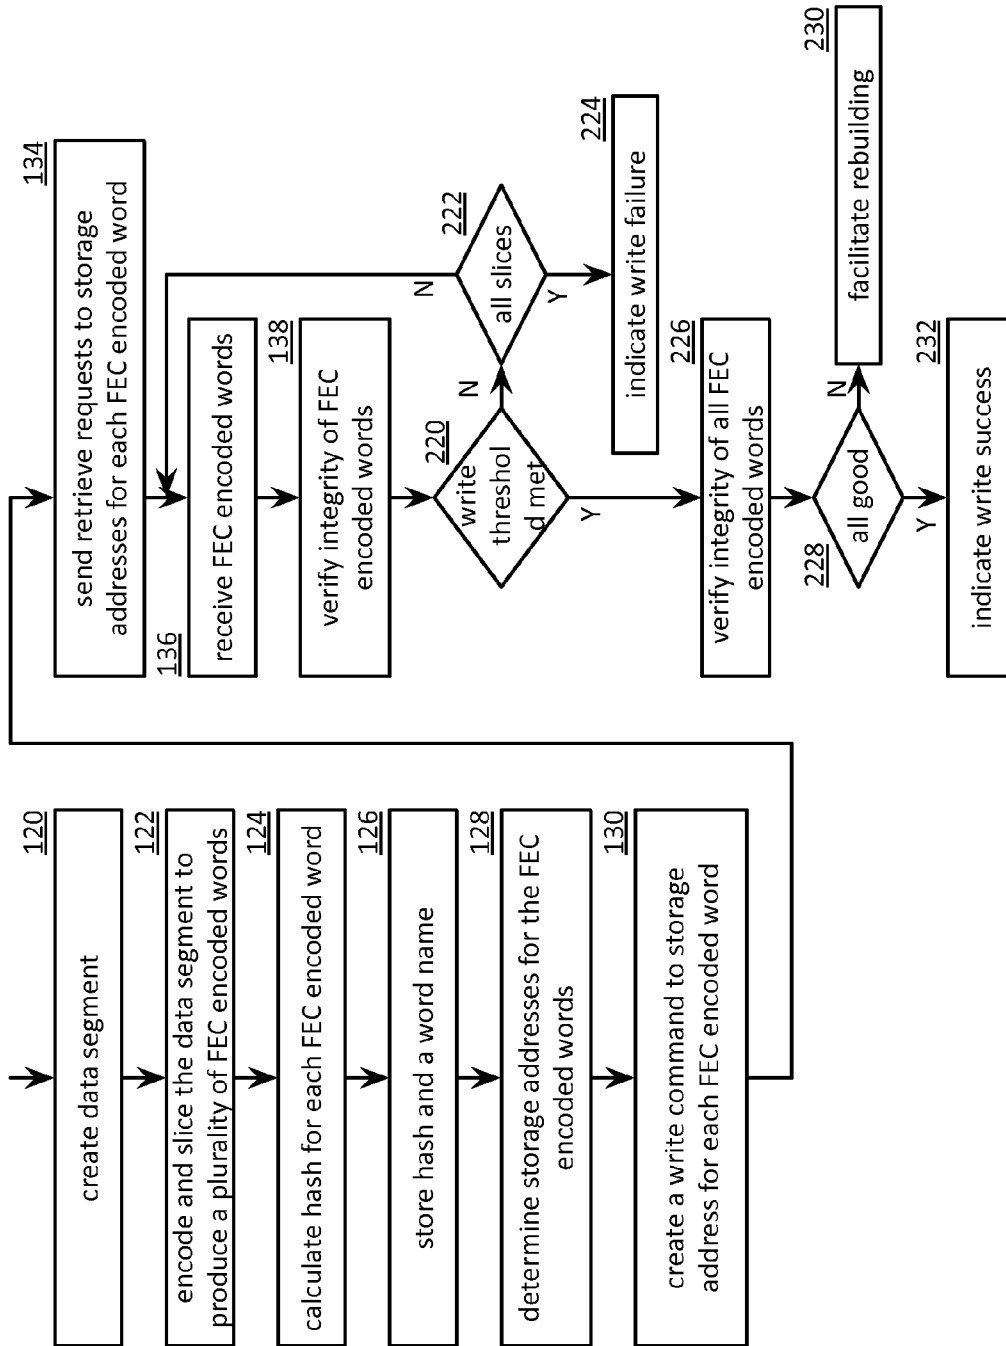 120
create data segment
122
encode and slice the data segment to
produce a plurality of FEC encoded words
124
calculate hash for each FEC encoded word
126
store hash and a word name
128
determine storage addresses for the FEC
encoded words
130
create a write command to storage
address for each FEC encoded word
134
send retrieve requests to storage
addresses for each FEC encoded word
136
receive FEC encoded words
138
verify integrity of FEC
encoded words
220
write
threshol
d met
N
Y
222
all slices
N
Y
224
indicate write failure
226
verify integrity of all FEC
encoded words
228
all good
N
Y
230
facilitate rebuilding
232
indicate write success